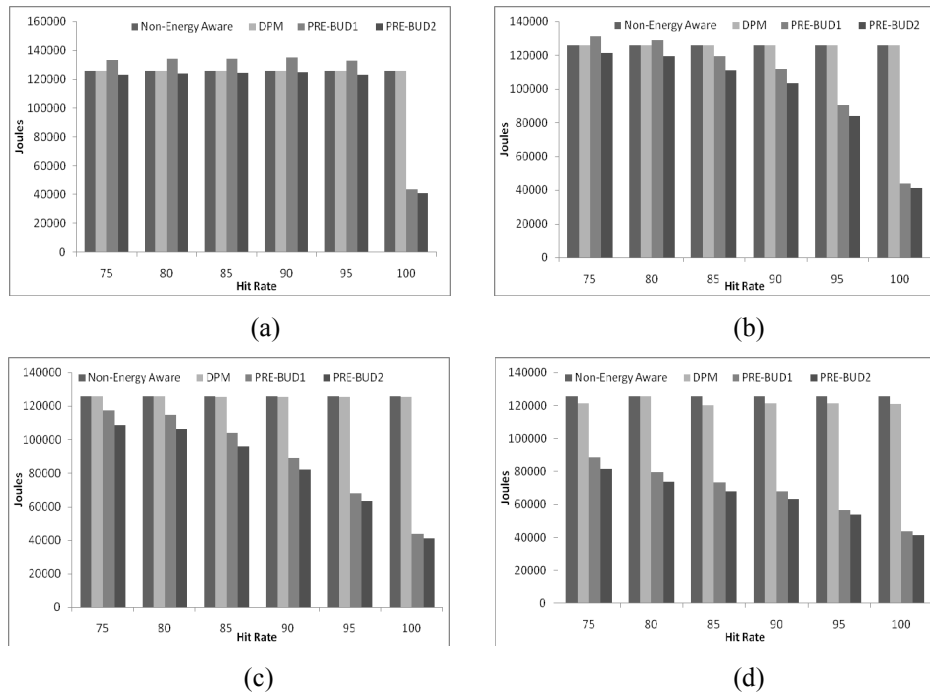 Non-Energy Aware DPM PRE-BUD1 PRE-BUD2
160000
140000
120000
100000
80000
60000
40000
20000
0
Joules
75 80 85 90 95 100
Hit Rate
(a)
Non-Energy Aware DPM PRE-BUD1 PRE-BUD2
140000
120000
100000
80000
60000
40000
20000
0
Joules
75 80 85 90 95 100
Hit Rate
(b)
Non-Energy Aware DPM PRE-BUD1 PRE-BUD2
140000
120000
100000
80000
60000
40000
20000
0
Joules
75 80 85 90 95 100
Hit Rate
(c)
Non-Energy Aware DPM PRE-BUD1 PRE-BUD2
140000
120000
100000
80000
60000
40000
20000
0
Joules
75 80 85 90 95 100
Hit Rate
(d)